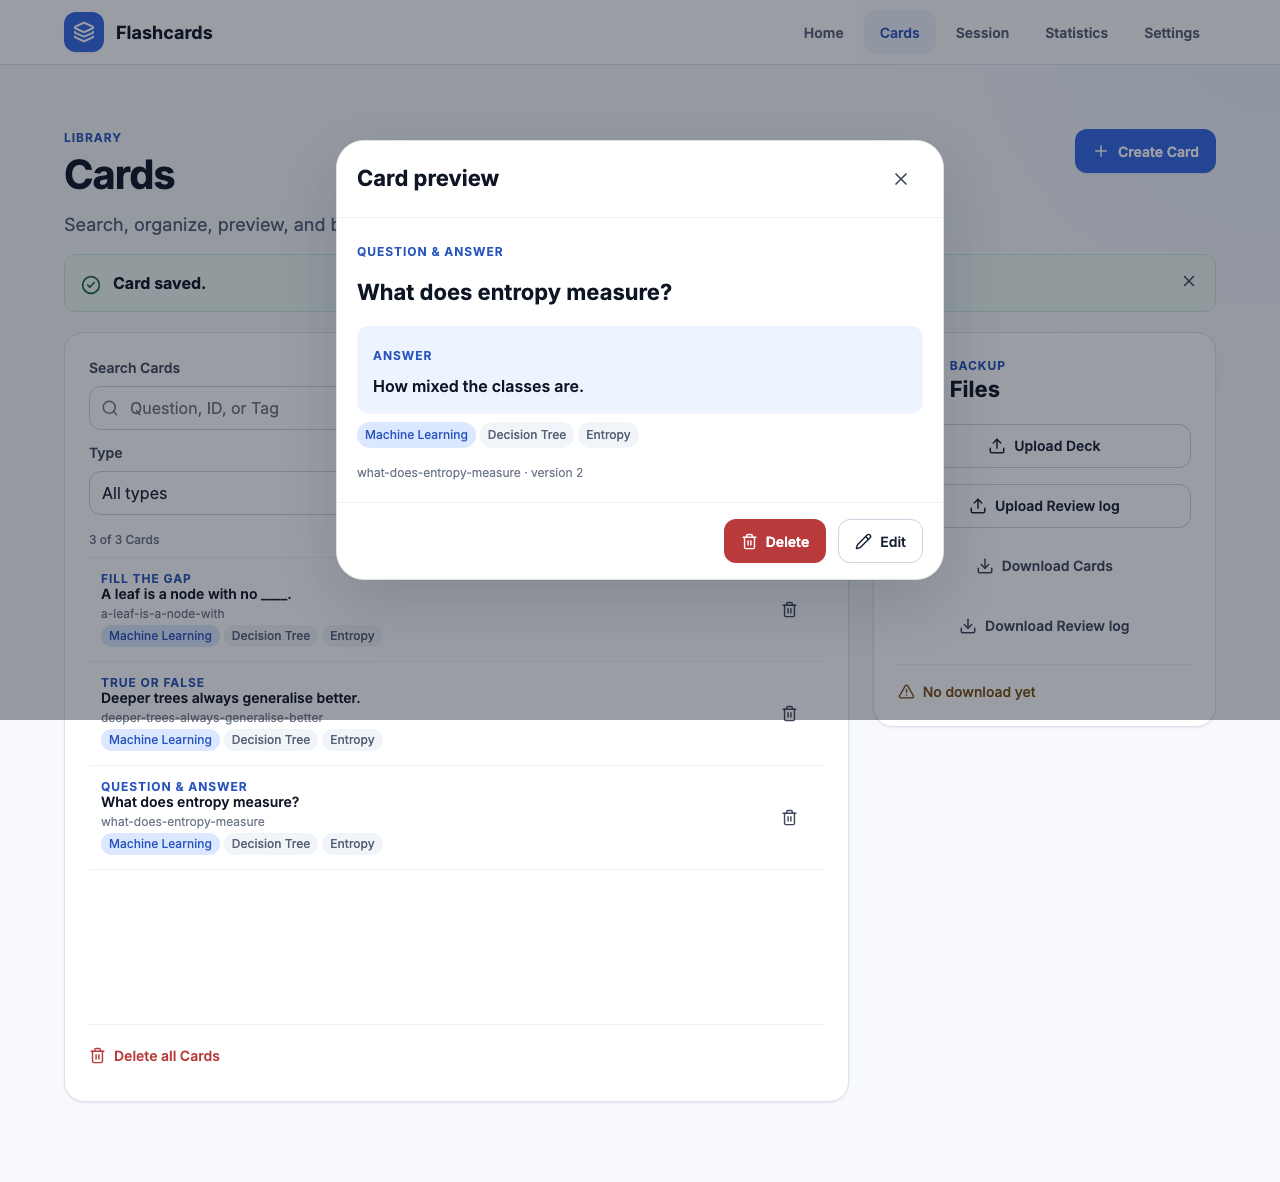 Flashcards
Home
Cards
Session
Statistics
Settings
LIBRARY
Cards
Create Card
Search, organize, preview, and b
Card saved.
Search Cards
Question, ID, or Tag
Type
All types
3 of 3 Cards
FILL THE GAP
A leaf is a node with no ____.
a-leaf-is-a-node-with
Machine Learning
Decision Tree
Entropy
TRUE OR FALSE
Deeper trees always generalise better.
deeper-trees-always-generalise-better
Machine Learning
Decision Tree
Entropy
QUESTION & ANSWER
What does entropy measure?
what-does-entropy-measure
Machine Learning
Decision Tree
Entropy
Delete all Cards
BACKUP
Files
Upload Deck
Upload Review log
Download Cards
Download Review log
No download yet
Card preview
QUESTION & ANSWER
What does entropy measure?
ANSWER
How mixed the classes are.
Machine Learning
Decision Tree
Entropy
what-does-entropy-measure · version 2
Delete
Edit